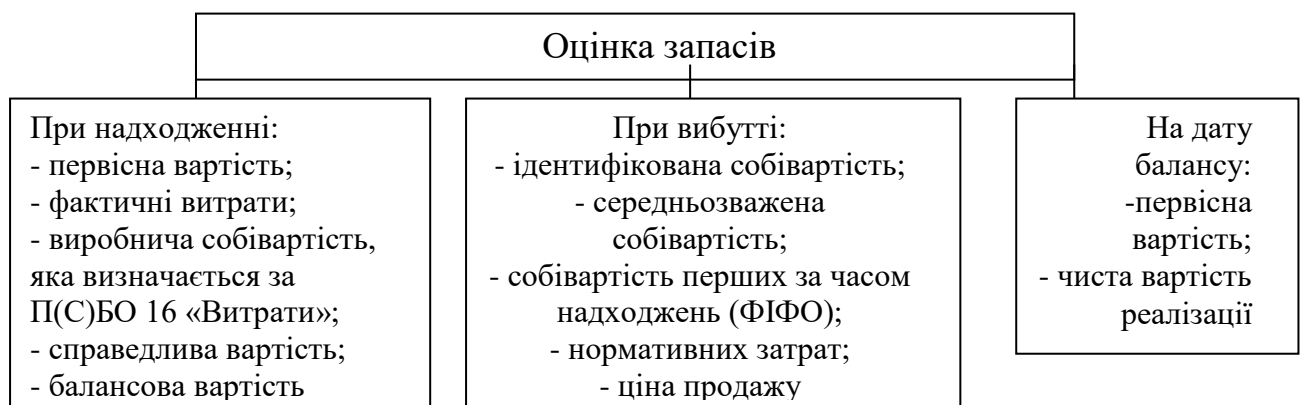 Оцінка запасів
При надходженні:
- первісна вартість;
- фактичні витрати;
- виробнича собівартість,
яка визначається за
П(С)БО 16 «Витрати»;
- справедлива вартість;
- балансова вартість
При вибутті:
- ідентифікована собівартість;
- середньозважена
собівартість;
- собівартість перших за часом
надходжень (ФІФО);
- нормативних затрат;
- ціна продажу
На дату
балансу:
-первісна
вартість;
- чиста вартість
реалізації